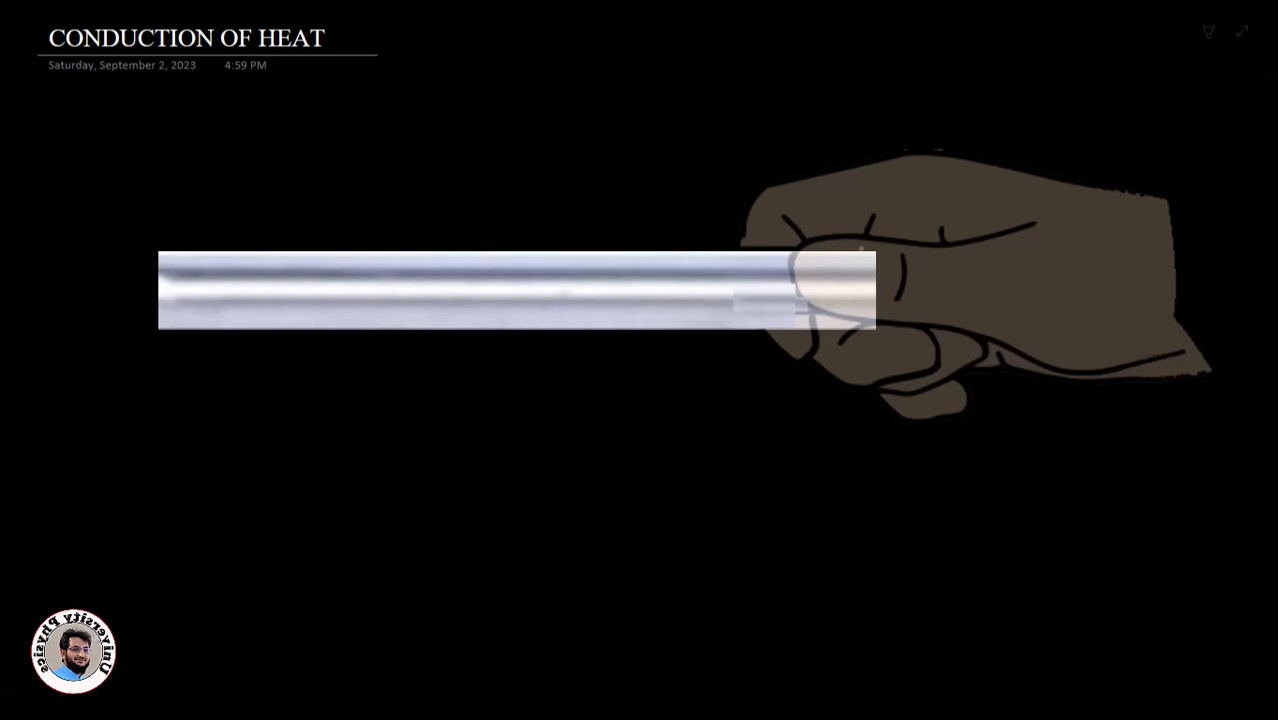 CONDUCTION OF HEAT
Saturday, September 2, 2023 4:59 PM
University Physics